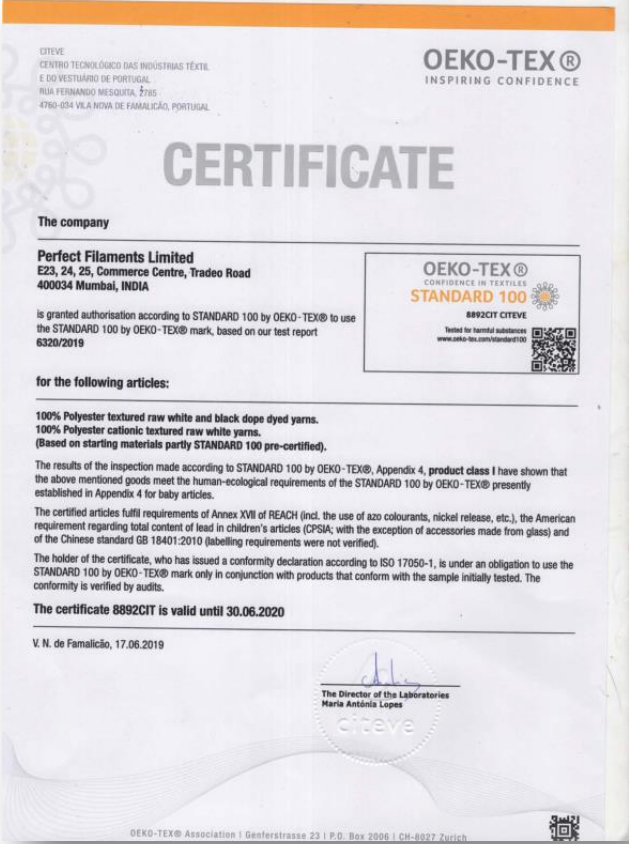 CITEVE
CENTRO TECNOLÓGICO DAS INDÚSTRIAS TÊXTIL
E DO VESTUÁRIO DE PORTUGAL
RUA FERNANDO MESQUITA, 2785
4760-034 VILA NOVA DE FAMALICÃO, PORTUGAL
OEKO-TEX®
INSPIRING CONFIDENCE
CERTIFICATE
The company
Perfect Filaments Limited
E23, 24, 25, Commerce Centre, Tradeo Road
400034 Mumbai, INDIA
is granted authorisation according to STANDARD 100 by OEKO-TEX® to use
the STANDARD 100 by OEKO-TEX® mark, based on our test report
6320/2019
OEKO-TEX®
CONFIDENCE IN TEXTILES
STANDARD 100
8892CIT CITEVE
Tested for harmful substances
www.oeko-tex.com/standard100
for the following articles:
100% Polyester textured raw white and black dope dyed yarns.
100% Polyester cationic textured raw white yarns.
(Based on starting materials partly STANDARD 100 pre-certified).
The results of the inspection made according to STANDARD 100 by OEKO-TEX®, Appendix 4, product class I have shown that
the above mentioned goods meet the human-ecological requirements of the STANDARD 100 by OEKO-TEX® presently
established in Appendix 4 for baby articles.
The certified articles fulfil requirements of Annex XVII of REACH (incl. the use of azo colourants, nickel release, etc.), the American
requirement regarding total content of lead in children's articles (CPSIA; with the exception of accessories made from glass) and
of the Chinese standard GB 18401:2010 (labelling requirements were not verified).
The holder of the certificate, who has issued a conformity declaration according to ISO 17050-1, is under an obligation to use the
STANDARD 100 by OEKO-TEX® mark only in conjunction with products that conform with the sample initially tested. The
conformity is verified by audits.
The certificate 8892CIT is valid until 30.06.2020
V. N. de Famalicão, 17.06.2019
The Director of the Laboratories
Maria Antónia Lopes
citeve
OEKO-TEX® Association | Genferstrasse 23 | P.O. Box 2006 | CH-8027 Zurich